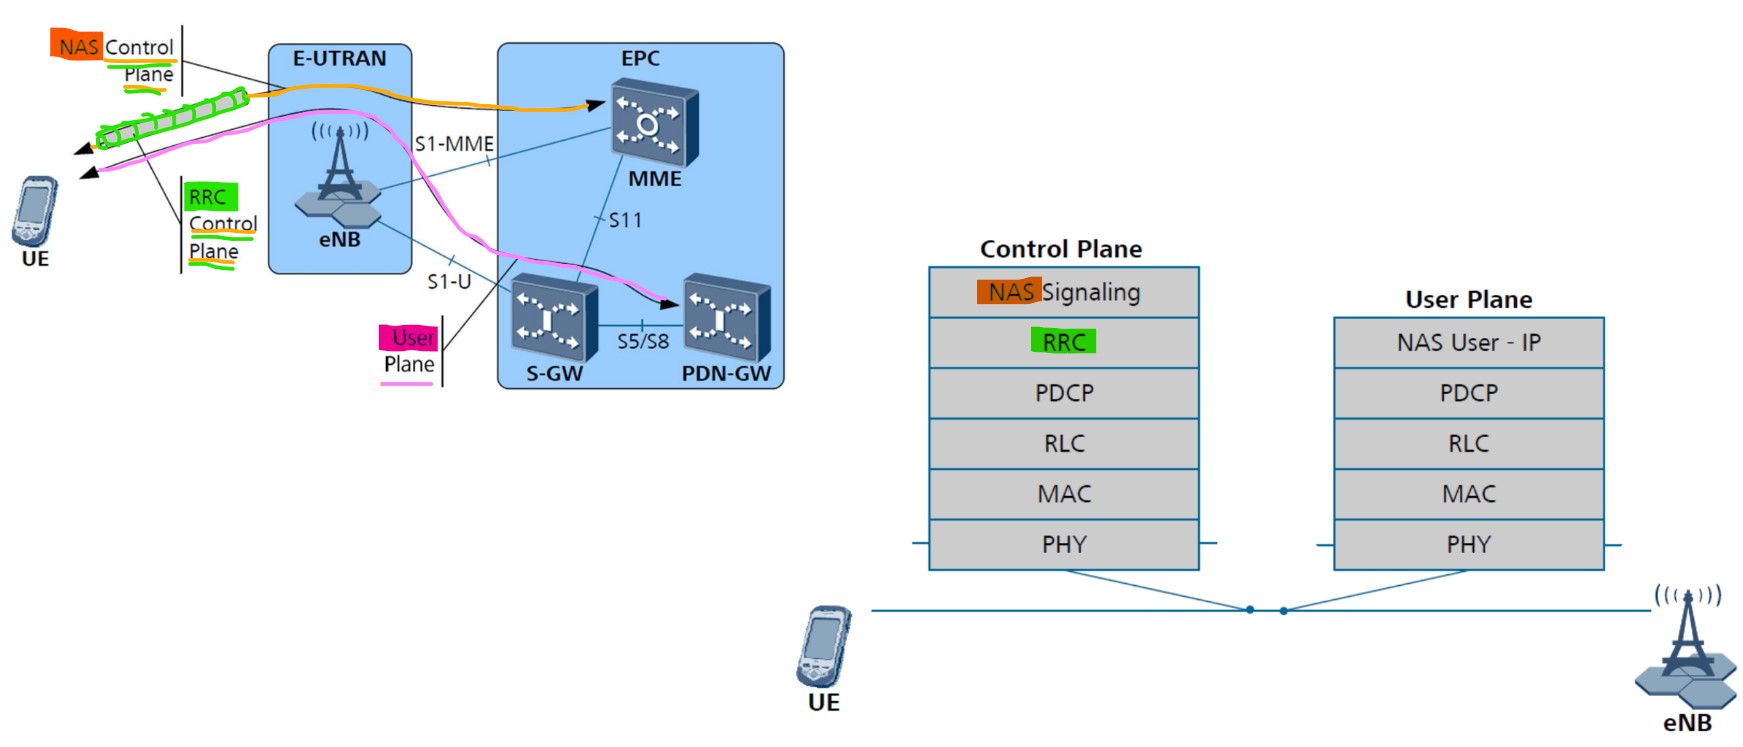 NAS Control
Plane
E-UTRAN
EPC
S1-MME
MME
RRC
Control
Plane
eNB
S11
UE
S1-U
User
Plane
S5/S8
S-GW
PDN-GW
Control Plane
NAS Signaling
RRC
PDCP
RLC
MAC
PHY
User Plane
NAS User - IP
PDCP
RLC
MAC
PHY
UE
eNB